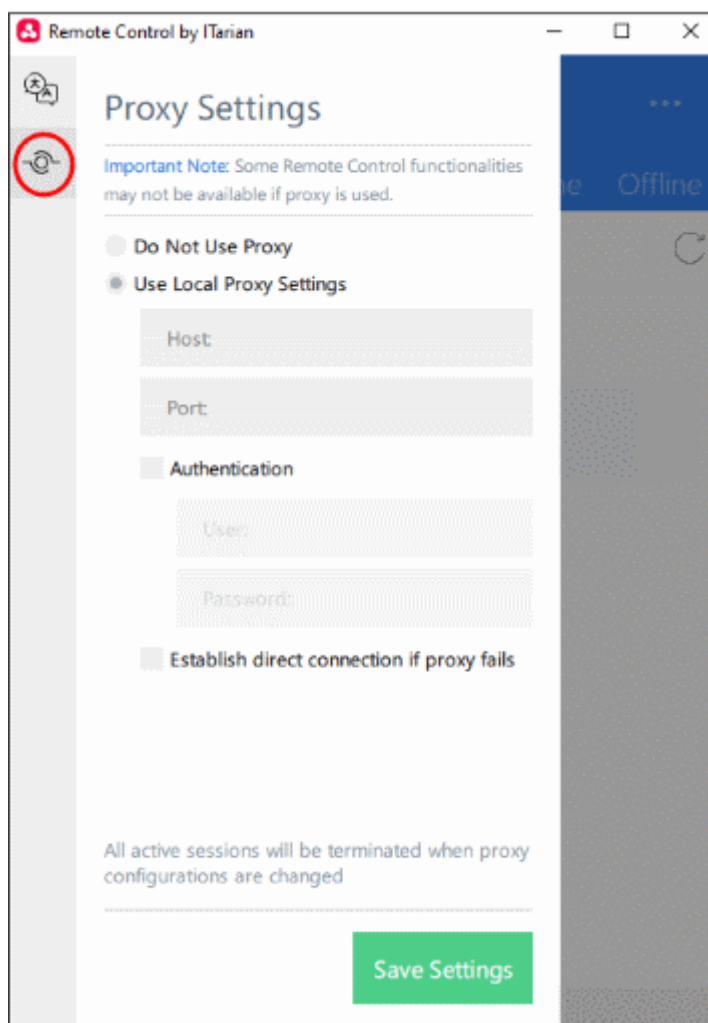 Remote Control by ITarian
Proxy Settings
Important Note: Some Remote Control functionalities
may not be available if proxy is used.
Offline
Do Not Use Proxy
Use Local Proxy Settings
Host:
Port:
Authentication
User:
Password:
Establish direct connection if proxy fails
All active sessions will be terminated when proxy
configurations are changed
Save Settings